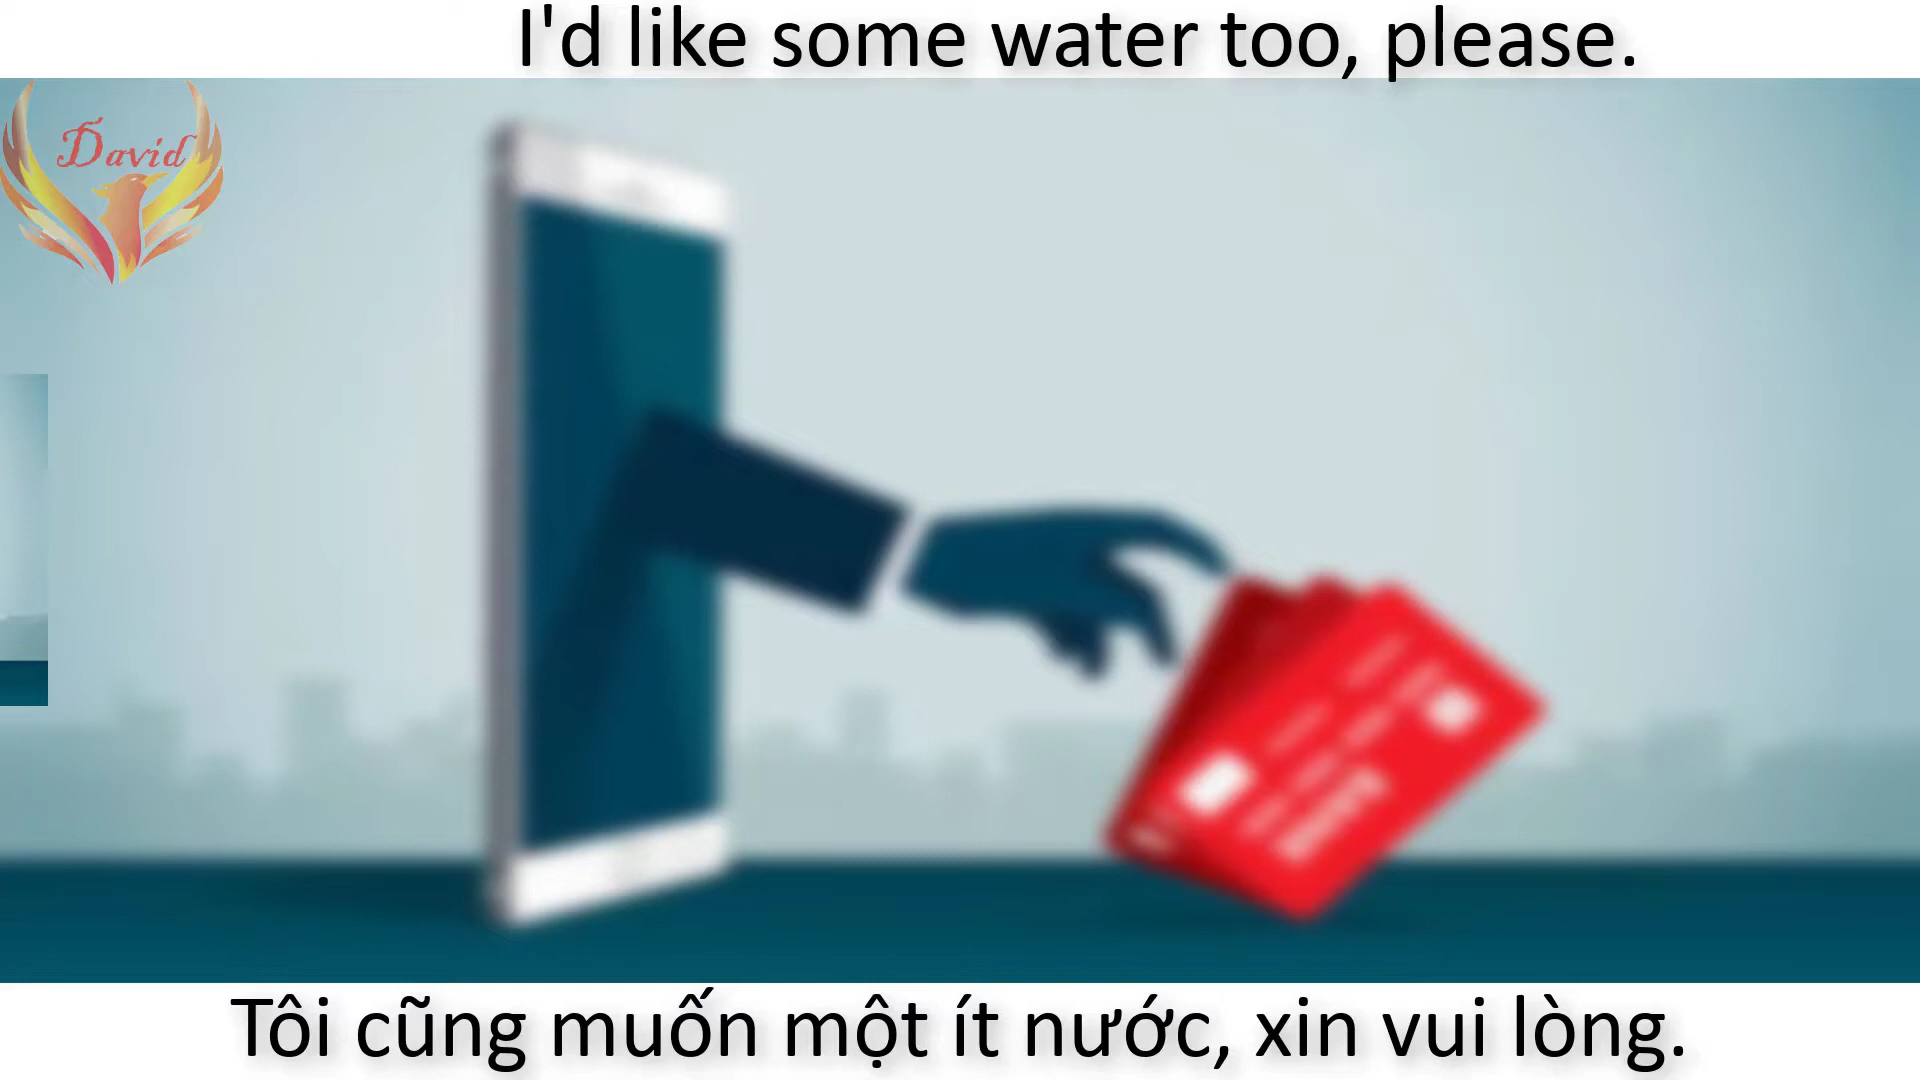 I'd like some water too, please.
David
Tôi cũng muốn một ít nước, xin vui lòng.